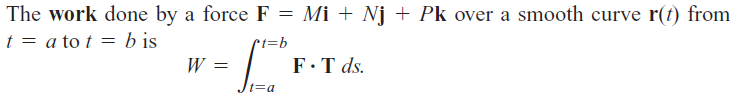 The work done by a force F = Mi + Nj + Pk over a smooth curve r(t) from
t = a to t = b is
W = ∫_{t=a}^{t=b} F · T ds.